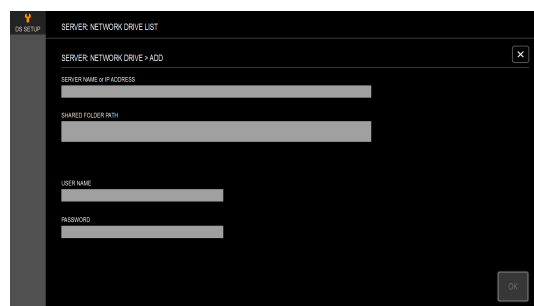 DS SETUP
SERVER: NETWORK DRIVE LIST
SERVER: NETWORK DRIVE > ADD
SERVER NAME or IP ADDRESS
SHARED FOLDER PATH
USER NAME
PASSWORD
OK